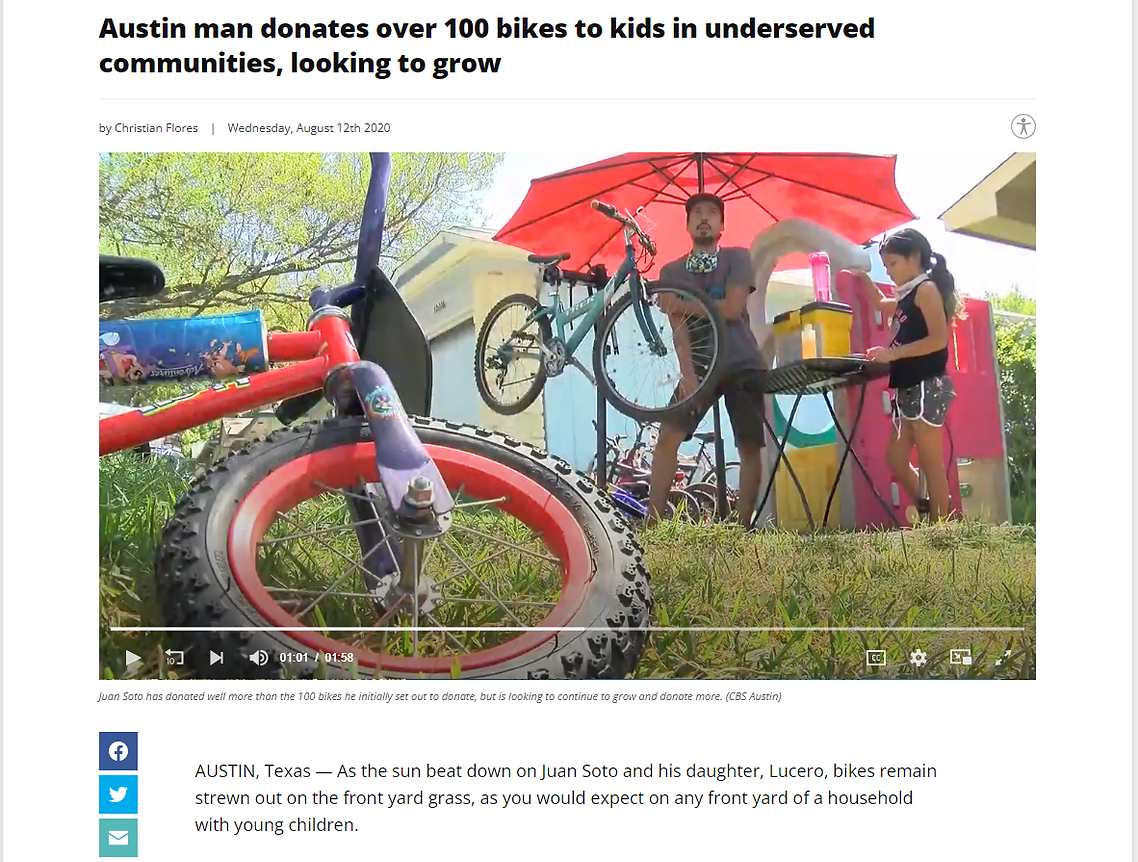 Austin man donates over 100 bikes to kids in underserved
communities, looking to grow
by Christian Flores | Wednesday, August 12th 2020
Adventures
10
01:01 / 01:58
CC
Juan Soto has donated well more than the 100 bikes he initially set out to donate, but is looking to continue to grow and donate more. (CBS Austin)
AUSTIN, Texas — As the sun beat down on Juan Soto and his daughter, Lucero, bikes remain
strewn out on the front yard grass, as you would expect on any front yard of a household
with young children.